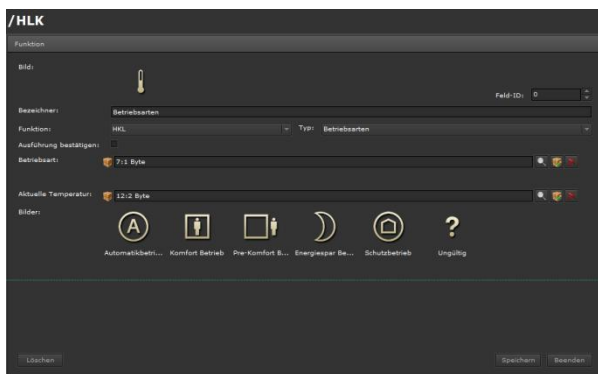 /HLK
Funktion
Bild:
Feld-ID: 0
Bezeichner: Betriebsarten
Funktion: HKL Typ: Betriebsarten
Ausführung bestätigen:
Betriebsart: 7:1 Byte
Aktuelle Temperatur: 12:2 Byte
Bilder:
A
Automatikbetri... Komfort Betrieb Pre-Komfort B... Energiespar Be... Schutzbetrieb Ungültig
?
Löschen Speichern Beenden